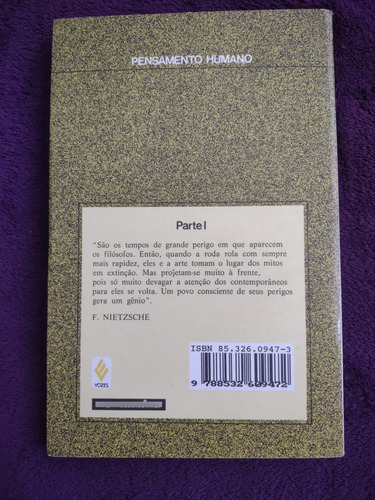 PENSAMENTO HUMANO
Parte I
"São os tempos de grande perigo em que aparecem
os filósofos. Então, quando a roda rola com sempre
mais rapidez, eles e a arte tomam o lugar dos mitos
em extinção. Mas projetam-se muito à frente,
pois só muito devagar a atenção dos contemporâneos
para eles se volta. Um povo consciente de seus perigos
gera um gênio".
F. NIETZSCHE
ISBN 85.326.0947-3
9 788532 609472
VOZES